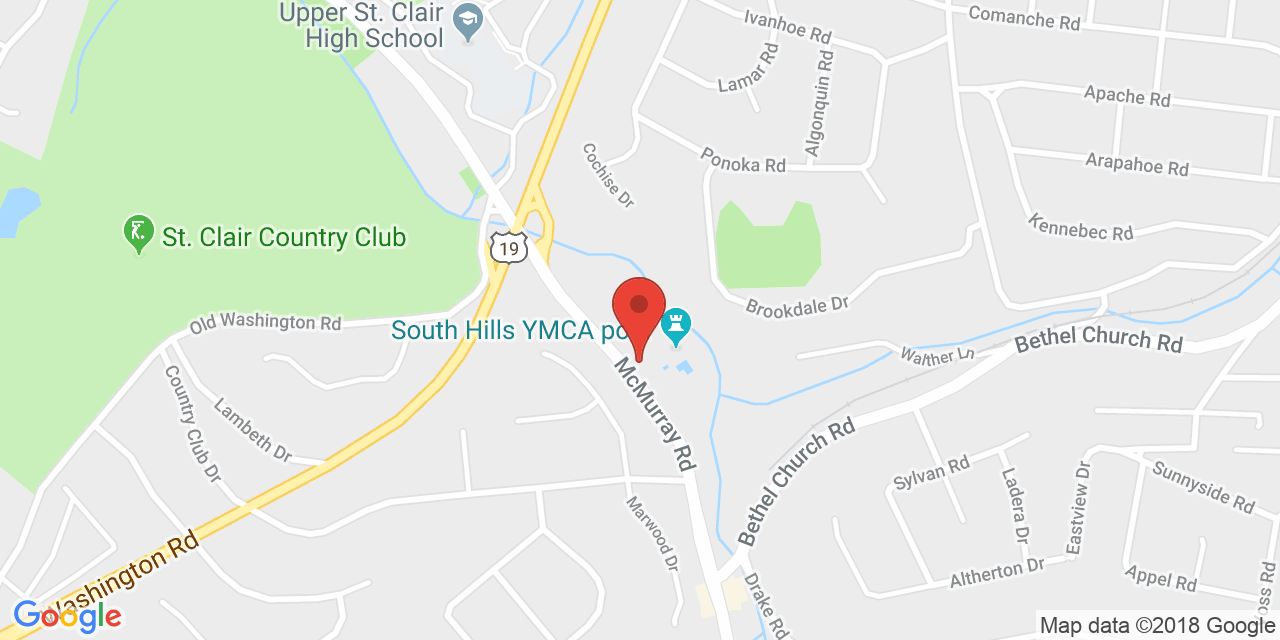 Upper St. Clair
High School
Ivanhoe Rd
Comanche Rd
Lamar Rd
Algonquin Rd
Apache Rd
Cochise Dr
Ponoka Rd
Arapahoe Rd
Kennebec Rd
St. Clair Country Club
19
Old Washington Rd
South Hills YMCA po
Brookdale Dr
Walther Ln
Bethel Church Rd
McMurray Rd
Country Club Dr
Lambeth Dr
Bethel Church Rd
Sylvan Rd
Ladera Dr
Eastview Dr
Sunnyside Rd
Marwood Dr
Washington Rd
Altherton Dr
Appel Rd
oss Rd
Drake Rd
Google
Map data ©2018 Google